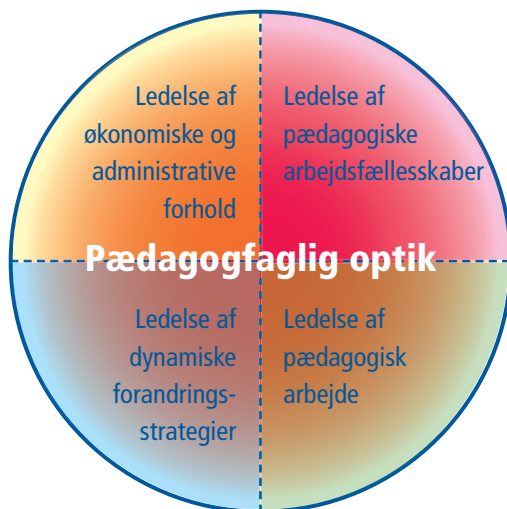 Ledelse af
økonomiske og
administrative
forhold
Ledelse af
pædagogiske
arbejdsfællesskaber
Pædagogfaglig optik
Ledelse af
dynamiske
forandrings-
strategier
Ledelse af
pædagogisk
arbejde